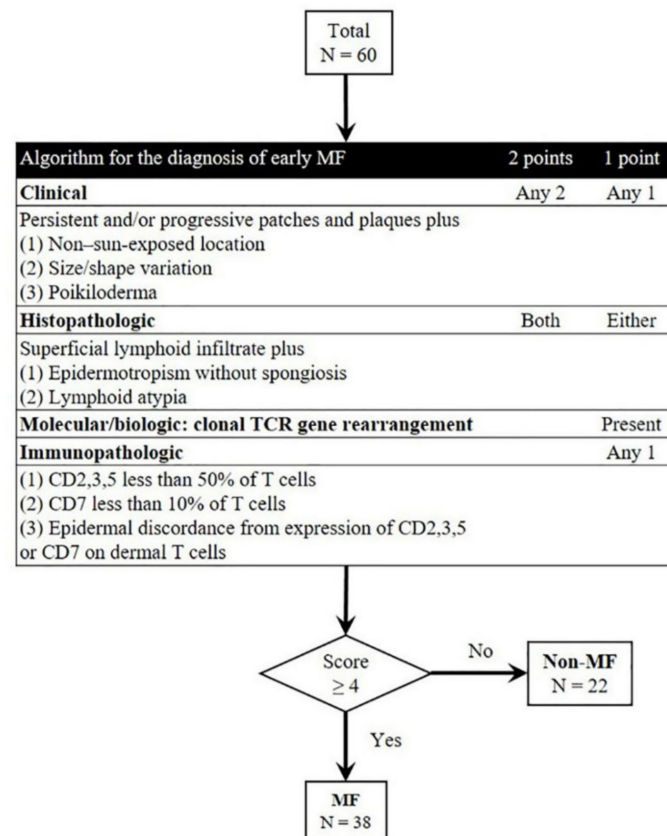 Total
N = 60
Algorithm for the diagnosis of early MF 2 points 1 point
Clinical Any 2 Any 1
Persistent and/or progressive patches and plaques plus
(1) Non–sun-exposed location
(2) Size/shape variation
(3) Poikiloderma
Histopathologic Both Either
Superficial lymphoid infiltrate plus
(1) Epidermotropism without spongiosis
(2) Lymphoid atypia
Molecular/biologic: clonal TCR gene rearrangement Present
Immunopathologic Any 1
(1) CD2,3,5 less than 50% of T cells
(2) CD7 less than 10% of T cells
(3) Epidermal discordance from expression of CD2,3,5
or CD7 on dermal T cells
Score
≥ 4
No
Non-MF
N = 22
Yes
MF
N = 38